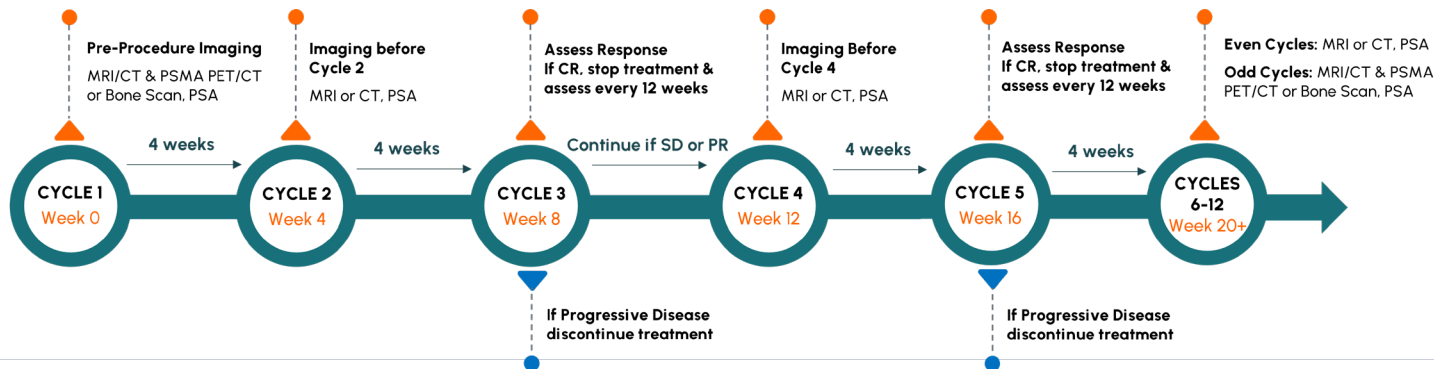 Pre-Procedure Imaging
MRI/CT & PSMA PET/CT
or Bone Scan, PSA
Imaging before
Cycle 2
MRI or CT, PSA
Assess Response
If CR, stop treatment &
assess every 12 weeks
Imaging Before
Cycle 4
MRI or CT, PSA
Assess Response
If CR, stop treatment &
assess every 12 weeks
Even Cycles: MRI or CT, PSA
Odd Cycles: MRI/CT & PSMA
PET/CT or Bone Scan, PSA
4 weeks
4 weeks
Continue if SD or PR
4 weeks
4 weeks
CYCLE 1
Week 0
CYCLE 2
Week 4
CYCLE 3
Week 8
CYCLE 4
Week 12
CYCLE 5
Week 16
CYCLES
6-12
Week 20+
If Progressive Disease
discontinue treatment
If Progressive Disease
discontinue treatment